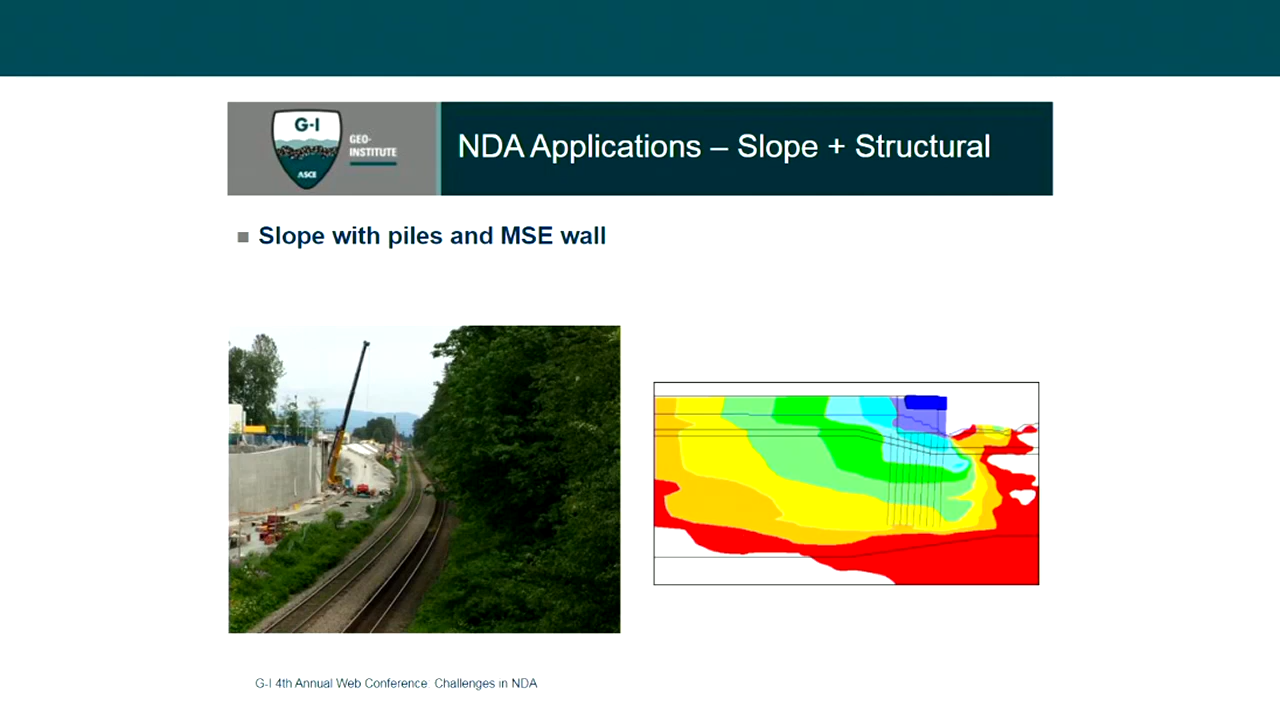 G-I
GEO-
INSTITUTE
ASCE
NDA Applications – Slope + Structural
Slope with piles and MSE wall
G-I 4th Annual Web Conference: Challenges in NDA